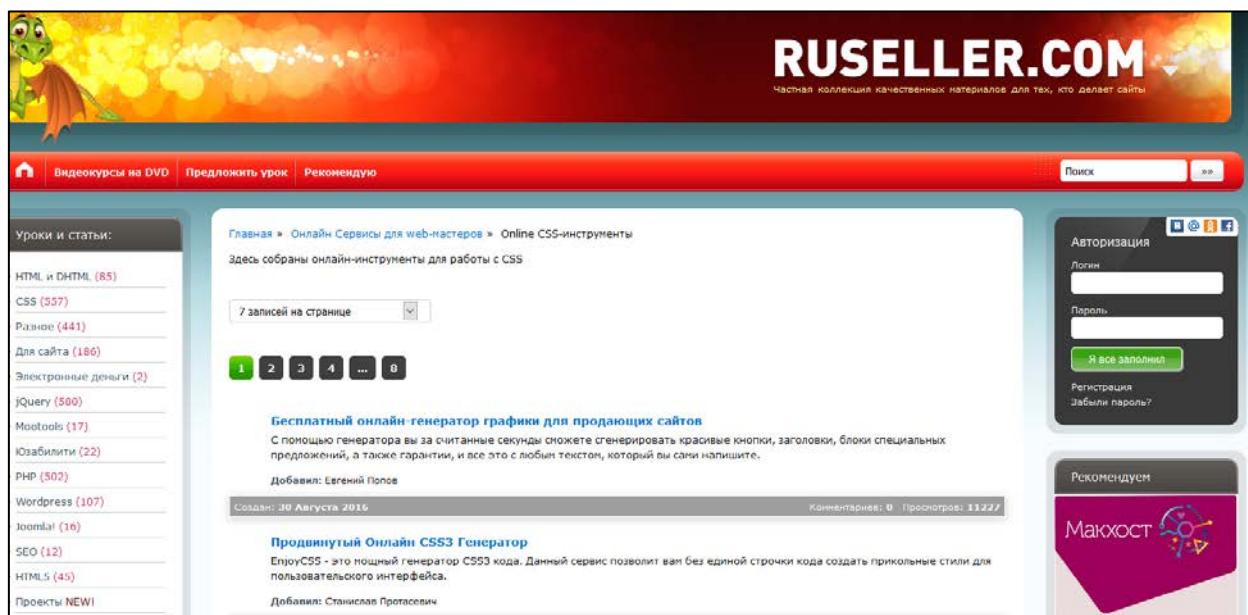 RUSELLER.COM
Частная коллекция качественных материалов для тех, кто делает сайты
Видеокурсы на DVD
Предложить урок
Рекомендую
Поиск
»»
Уроки и статьи:
HTML и DHTML (85)
CSS (557)
Разное (441)
Для сайта (186)
Электронные деньги (2)
jQuery (500)
Mootools (17)
Юзабилити (22)
PHP (502)
Wordpress (107)
Joomla! (16)
SEO (12)
HTML5 (45)
Проекты NEW!
Главная » Онлайн Сервисы для web-мастеров » Online CSS-инструменты
Здесь собраны онлайн-инструменты для работы с CSS
7 записей на странице
1 2 3 4 ... 8
Бесплатный онлайн-генератор графики для продающих сайтов
С помощью генератора вы за считанные секунды сможете сгенерировать красивые кнопки, заголовки, блоки специальных
предложений, а также гарантии, и все это с любым текстом, который вы сами напишите.
Добавил: Евгений Попов
Создан: 30 Августа 2016 Комментариев: 0 Просмотров: 11227
Продвинутый Онлайн CSS3 Генератор
EnjoyCSS - это мощный генератор CSS3 кода. Данный сервис позволит вам без единой строчки кода создать прикольные стили для
пользовательского интерфейса.
Добавил: Станислав Протасевич
Авторизация
Логин
Пароль
Я все заполнил
Регистрация
Забыли пароль?
Рекомендуем
Макхост